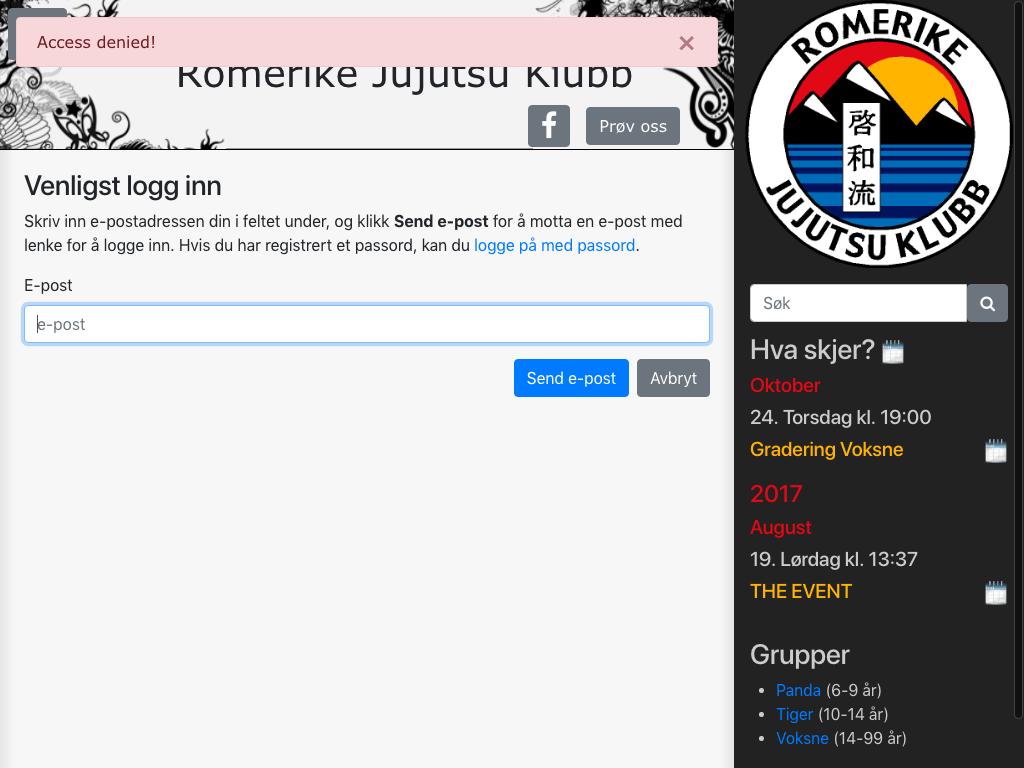 Access denied!
×
Romerike Jujutsu Klubb
Prøv oss
Venligst logg inn
Skriv inn e-postadressen din i feltet under, og klikk Send e-post for å motta en e-post med
lenke for å logge inn. Hvis du har registrert et passord, kan du logge på med passord.
E-post
e-post
Send e-post
Avbryt
ROMERIKE
啓
和
流
JUJUTSU KLUBB
Søk
Hva skjer?
Oktober
24. Torsdag kl. 19:00
Gradering Voksne
2017
August
19. Lørdag kl. 13:37
THE EVENT
Grupper
• Panda (6-9 år)
• Tiger (10-14 år)
• Voksne (14-99 år)